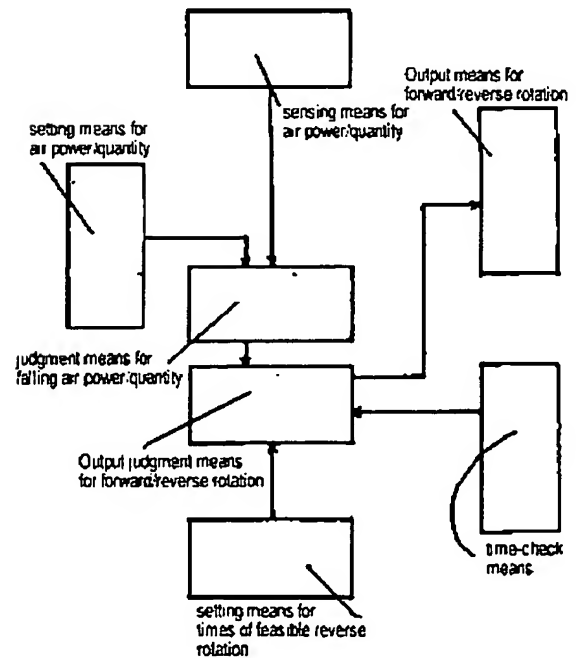 Output means for
forward/reverse rotation
sensing means for
air power/quantity
setting means for
air power/quantity
judgment means for
falling air power/quantity
Output judgment means
for forward/reverse rotation
time-check
means
setting means for
times of feasible reverse
rotation